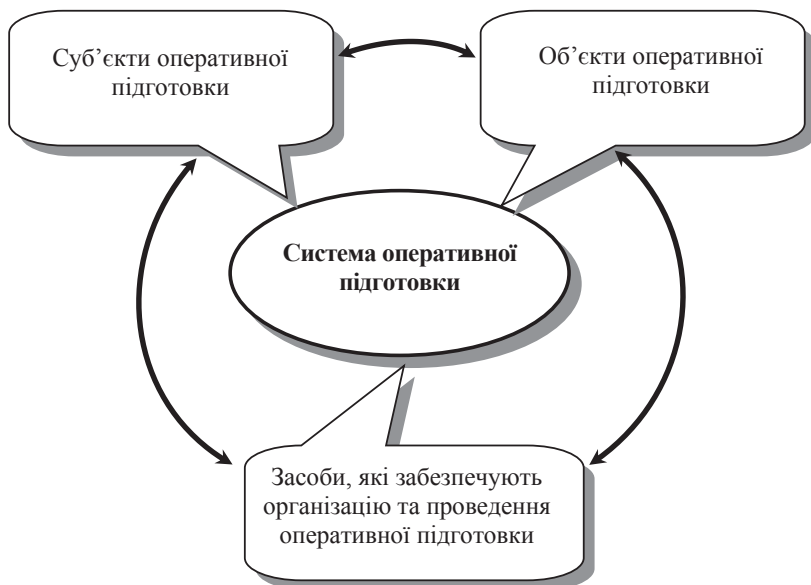 Суб’єкти оперативної
підготовки
Об’єкти оперативної
підготовки
Система оперативної
підготовки
Засоби, які забезпечують
організацію та проведення
оперативної підготовки